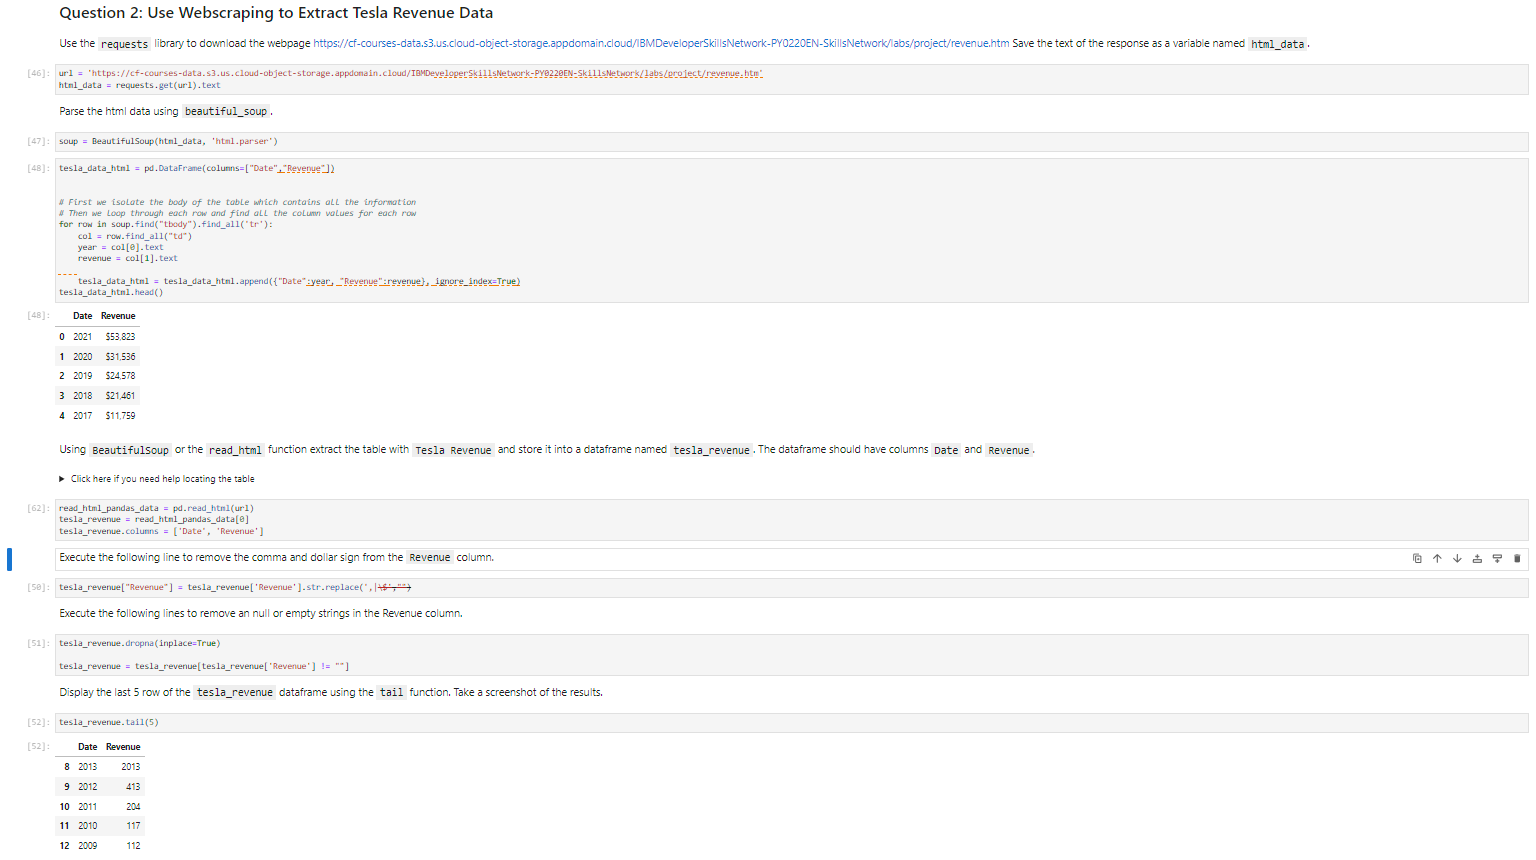 Question 2: Use Webscraping to Extract Tesla Revenue Data
Use the requests library to download the webpage https://cf-courses-data.s3.us.cloud-object-storage.appdomain.cloud/IBMDeveloperSkillsNetwork-PY0220EN-SkillsNetwork/labs/project/revenue.htm Save the text of the response as a variable named html_data.
[46]: url = 'https://cf-courses-data.s3.us.cloud-object-storage.appdomain.cloud/IBMDeveloperSkillsNetwork-PY0220EN-SkillsNetwork/labs/project/revenue.htm'
html_data = requests.get(url).text
Parse the html data using beautiful_soup.
[47]: soup = BeautifulSoup(html_data, 'html.parser')
[48]: tesla_data_html = pd.DataFrame(columns=["Date","Revenue"])
# First we isolate the body of the table which contains all the information
# Then we loop through each row and find all the column values for each row
for row in soup.find("tbody").find_all('tr'):
    col = row.find_all("td")
    year = col[0].text
    revenue = col[1].text
    tesla_data_html = tesla_data_html.append({"Date":year, "Revenue":revenue}, ignore_index=True)
tesla_data_html.head()
[48]: Date Revenue
0 2021 $53,823
1 2020 $31,536
2 2019 $24,578
3 2018 $21,461
4 2017 $11,759
Using BeautifulSoup or the read_html function extract the table with Tesla Revenue and store it into a dataframe named tesla_revenue. The dataframe should have columns Date and Revenue.
Click here if you need help locating the table
[62]: read_html_pandas_data = pd.read_html(url)
tesla_revenue = read_html_pandas_data[0]
tesla_revenue.columns = ['Date', 'Revenue']
Execute the following line to remove the comma and dollar sign from the Revenue column.
[50]: tesla_revenue["Revenue"] = tesla_revenue['Revenue'].str.replace(',|\$',"")
Execute the following lines to remove an null or empty strings in the Revenue column.
[51]: tesla_revenue.dropna(inplace=True)
tesla_revenue = tesla_revenue[tesla_revenue['Revenue'] != ""]
Display the last 5 row of the tesla_revenue dataframe using the tail function. Take a screenshot of the results.
[52]: tesla_revenue.tail(5)
[52]: Date Revenue
8 2013 2013
9 2012 413
10 2011 204
11 2010 117
12 2009 112